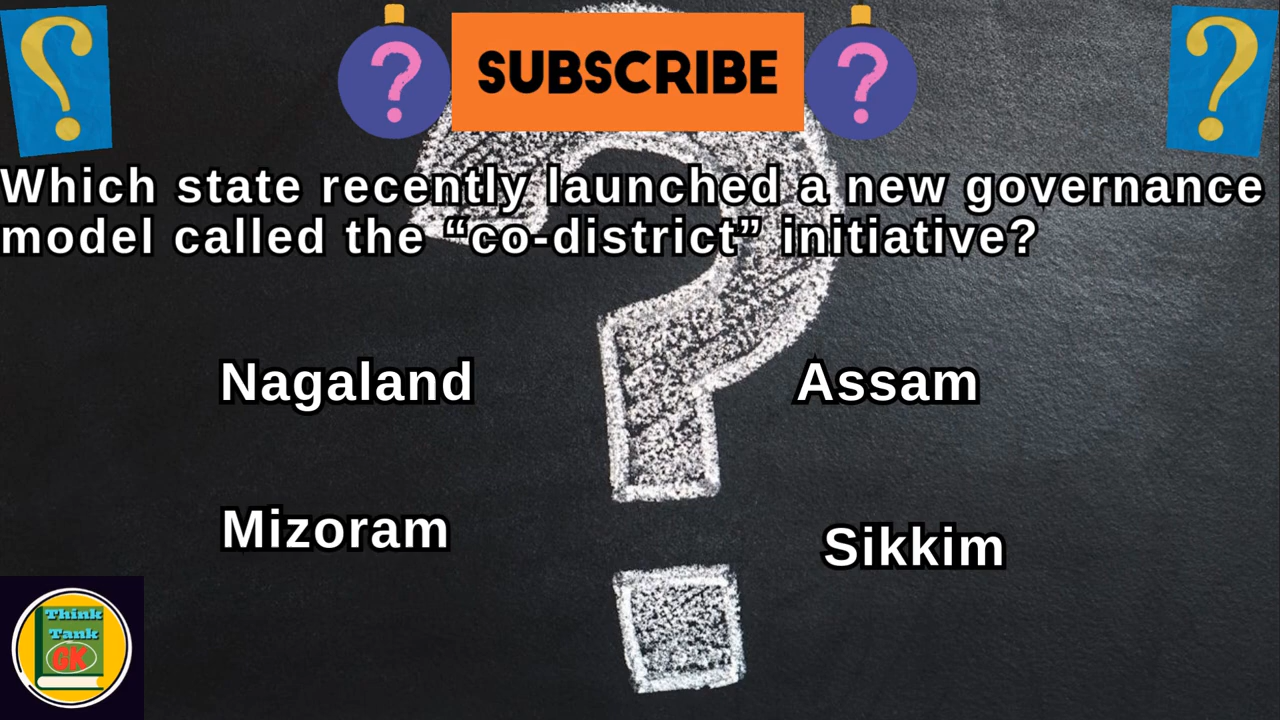 SUBSCRIBE
Which state recently launched a new governance
model called the “co-district” initiative?
Nagaland
Assam
Mizoram
Sikkim
Think
Tank
GK